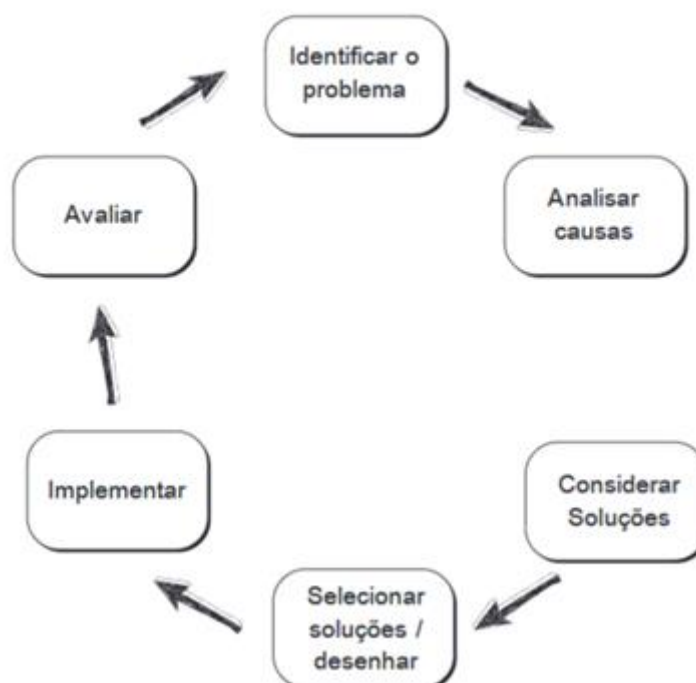 Identificar o
problema
Analisar
causas
Considerar
Soluções
Selecionar
soluções /
desenhar
Implementar
Avaliar